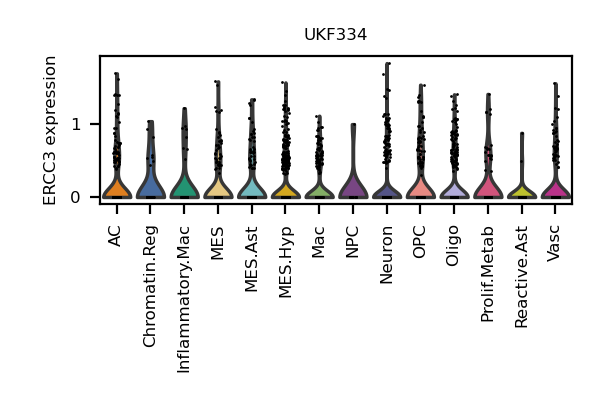 UKF334
ERCC3 expression
1
0
AC
Chromatin.Reg
Inflammatory.Mac
MES
MES.Ast
MES.Hyp
Mac
NPC
Neuron
OPC
Oligo
Prolif.Metab
Reactive.Ast
Vasc